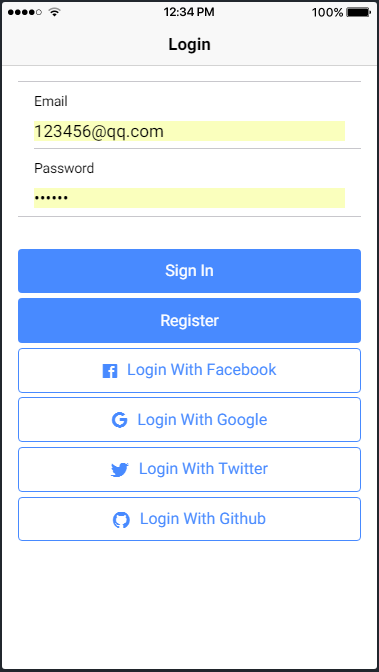 12:34 PM 100%
Login
Email
123456@qq.com
Password
••••••
Sign In
Register
Login With Facebook
Login With Google
Login With Twitter
Login With Github